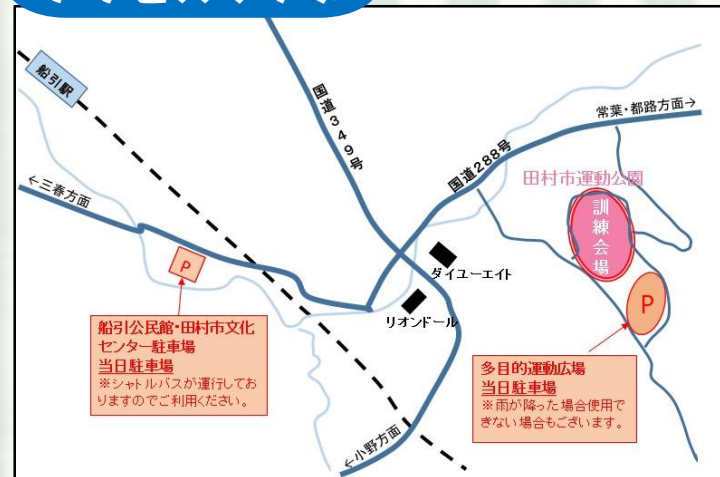 船引駅
国道349号
常葉・都路方面→
国道288号
田村市運動公園
訓練会場
←三春方面
P
ダイユーエイト
リオンドール
P
船引公民館・田村市文化
センター駐車場
当日駐車場
※シャトルバスが運行してお
りますのでご利用ください。
多目的運動広場
当日駐車場
※雨が降った場合使用で
きない場合もございます。
←小野方面